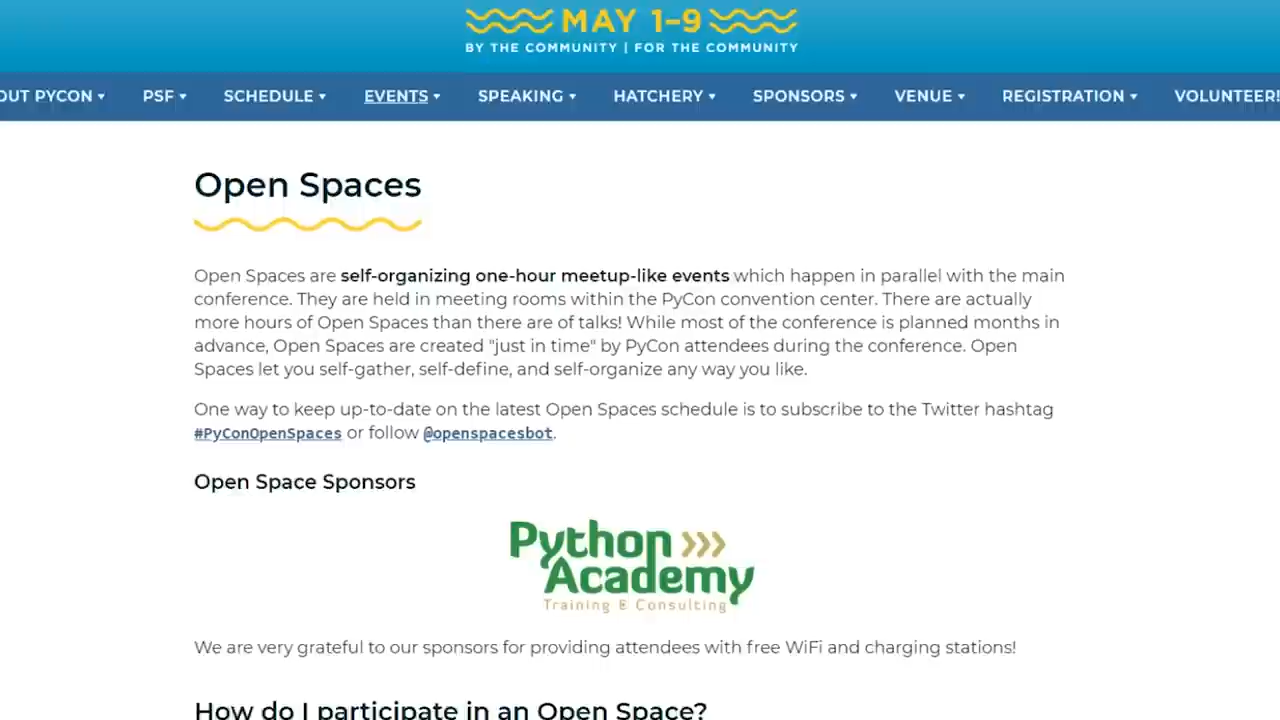 MAY 1-9
BY THE COMMUNITY | FOR THE COMMUNITY
OUT PYCON
PSF
SCHEDULE
EVENTS
SPEAKING
HATCHERY
SPONSORS
VENUE
REGISTRATION
VOLUNTEER!
Open Spaces
Open Spaces are self-organizing one-hour meetup-like events which happen in parallel with the main
conference. They are held in meeting rooms within the PyCon convention center. There are actually
more hours of Open Spaces than there are of talks! While most of the conference is planned months in
advance, Open Spaces are created "just in time" by PyCon attendees during the conference. Open
Spaces let you self-gather, self-define, and self-organize any way you like.
One way to keep up-to-date on the latest Open Spaces schedule is to subscribe to the Twitter hashtag
#PyConOpenSpaces or follow @openspacesbot.
Open Space Sponsors
Python
Academy
Training & Consulting
We are very grateful to our sponsors for providing attendees with free WiFi and charging stations!
How do I participate in an Open Space?